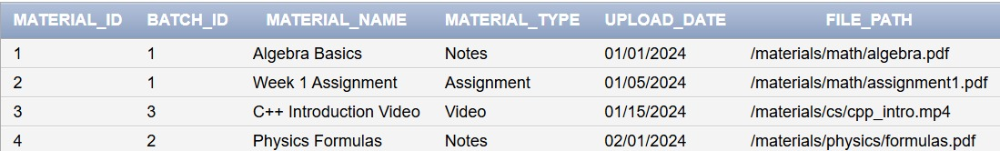 MATERIAL_ID BATCH_ID MATERIAL_NAME MATERIAL_TYPE UPLOAD_DATE FILE_PATH
1 1 Algebra Basics Notes 01/01/2024 /materials/math/algebra.pdf
2 1 Week 1 Assignment Assignment 01/05/2024 /materials/math/assignment1.pdf
3 3 C++ Introduction Video Video 01/15/2024 /materials/cs/cpp_intro.mp4
4 2 Physics Formulas Notes 02/01/2024 /materials/physics/formulas.pdf